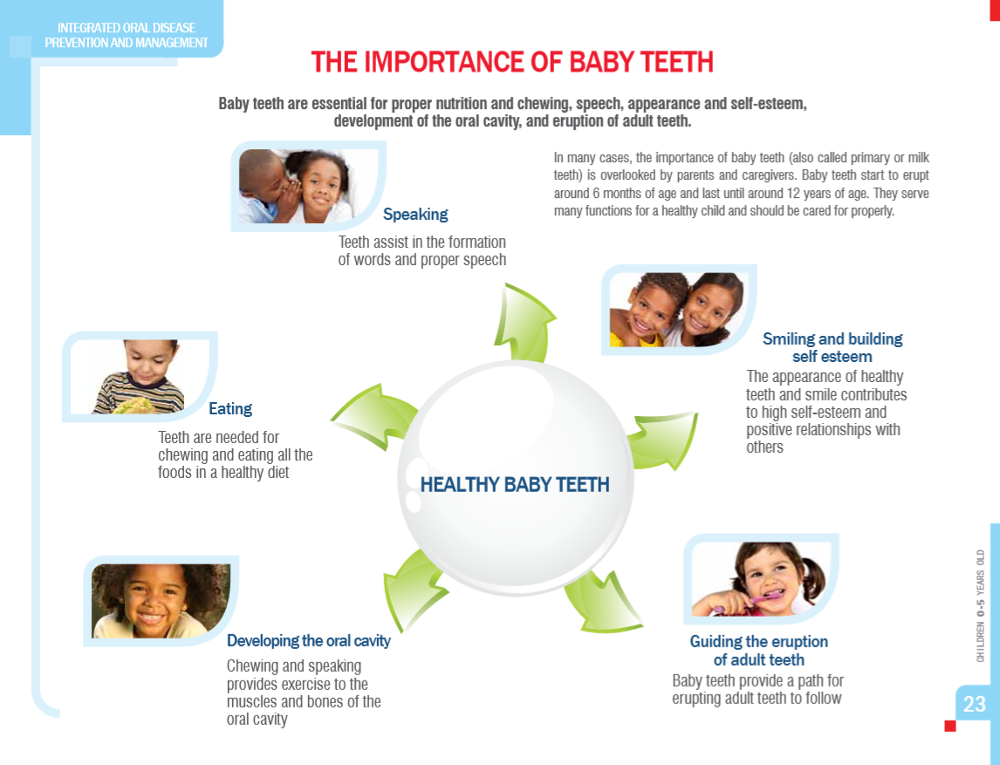 INTEGRATED ORAL DISEASE
PREVENTION AND MANAGEMENT
THE IMPORTANCE OF BABY TEETH
Baby teeth are essential for proper nutrition and chewing, speech, appearance and self-esteem,
development of the oral cavity, and eruption of adult teeth.
In many cases, the importance of baby teeth (also called primary or milk
teeth) is overlooked by parents and caregivers. Baby teeth start to erupt
around 6 months of age and last until around 12 years of age. They serve
many functions for a healthy child and should be cared for properly.
Speaking
Teeth assist in the formation
of words and proper speech
Smiling and building
self esteem
The appearance of healthy
teeth and smile contributes
to high self-esteem and
positive relationships with
others
Eating
Teeth are needed for
chewing and eating all the
foods in a healthy diet
HEALTHY BABY TEETH
Developing the oral cavity
Chewing and speaking
provides exercise to the
muscles and bones of the
oral cavity
Guiding the eruption
of adult teeth
Baby teeth provide a path for
erupting adult teeth to follow
CHILDREN 0-5 YEARS OLD
23